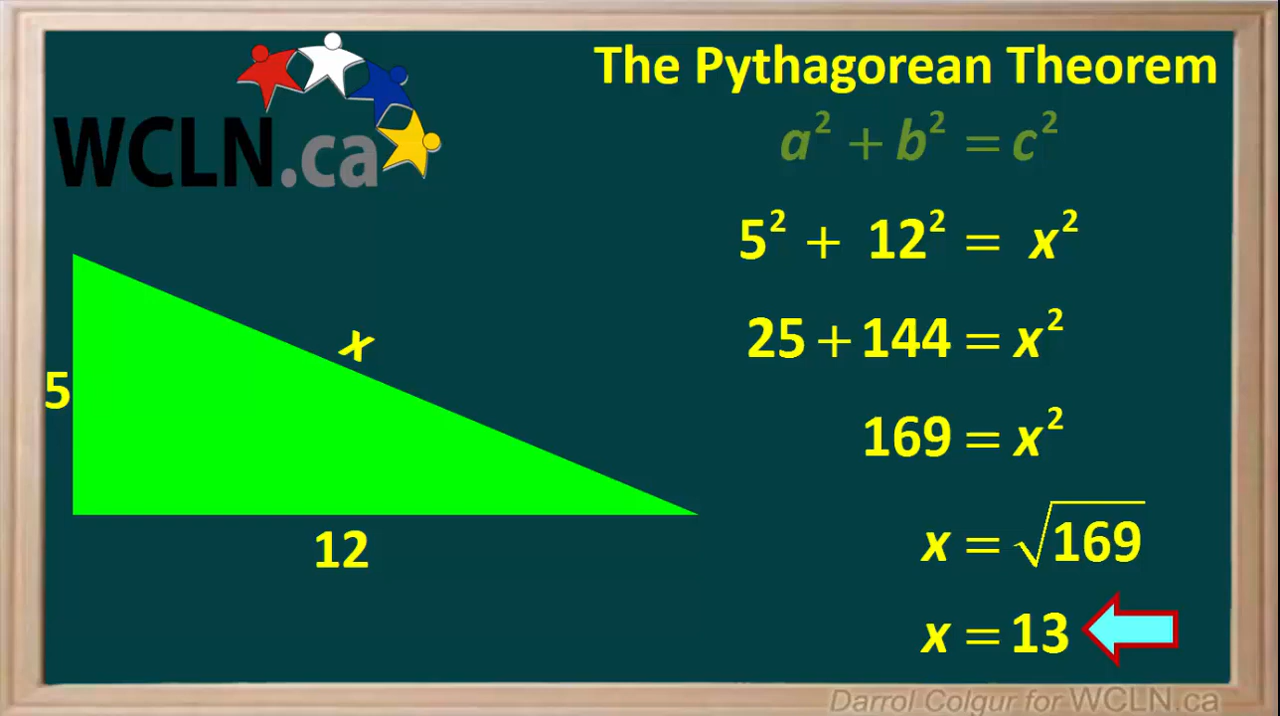 WCLN.ca
The Pythagorean Theorem
a² + b² = c²
5² + 12² = x²
25 + 144 = x²
169 = x²
x = √169
x = 13
5
x
12
Darrol Colgur for WCLN.ca